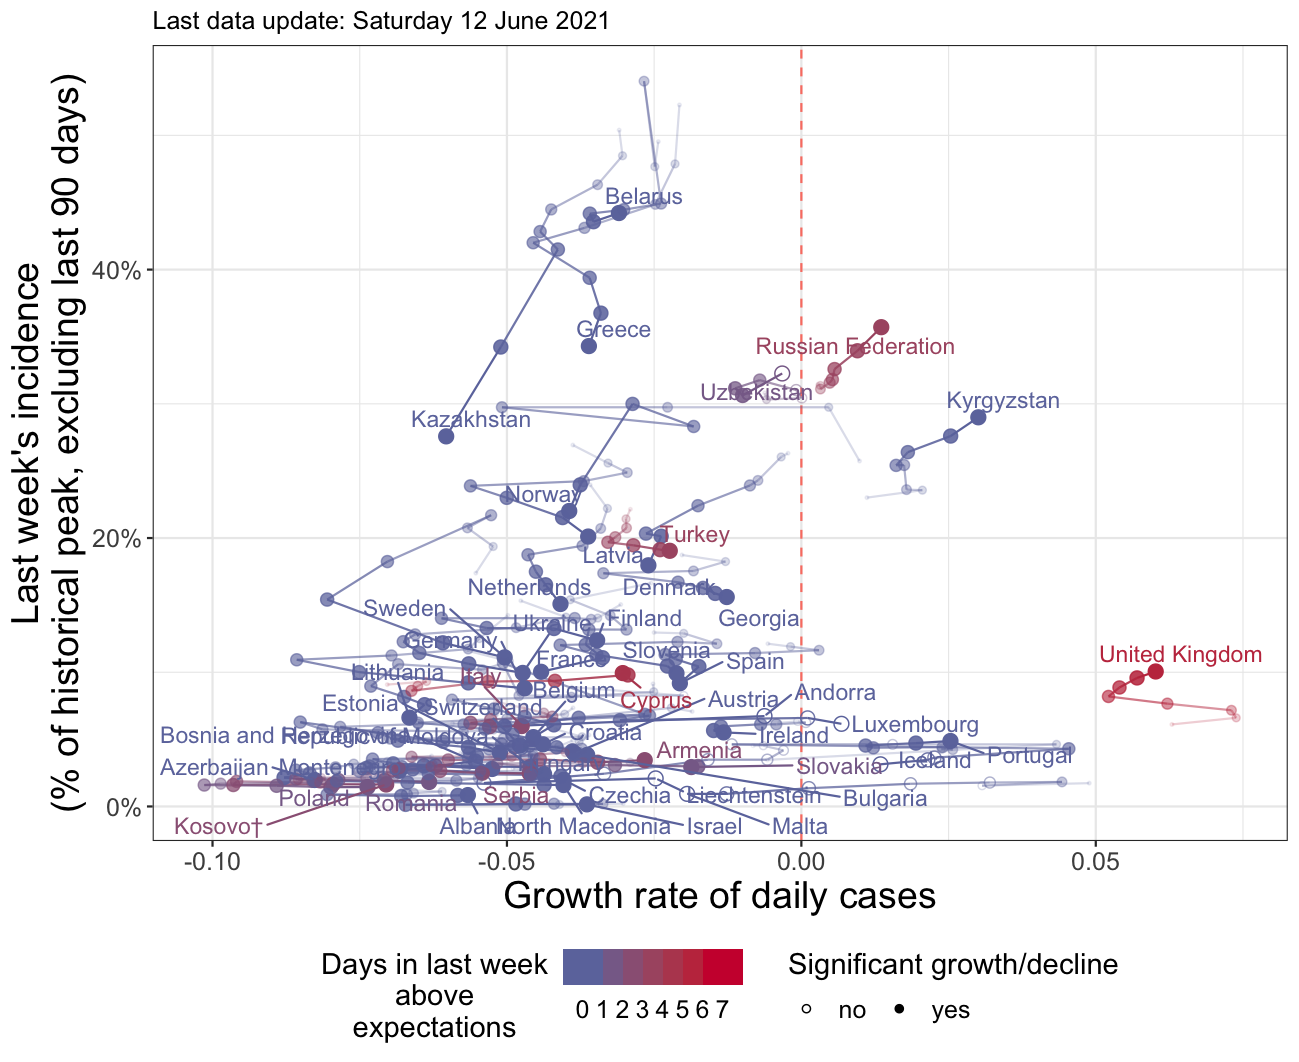 Last data update: Saturday 12 June 2021
Last week's incidence
(% of historical peak, excluding last 90 days)
40%
20%
0%
Belarus
Greece
Russian Federation
Uzbekistan
Kyrgyzstan
Kazakhstan
Norway
Turkey
Latvia
Netherlands
Denmark
Georgia
Sweden
Ukraine
Finland
Germany
France
Slovenia
Spain
United Kingdom
Lithuania
Italy
Belgium
Cyprus
Estonia
Switzerland
Austria
Andorra
Bosnia and
Republic of Moldova
Croatia
Ireland
Luxembourg
Azerbaijan
Armenia
Slovakia
Iceland
Portugal
Poland
Romania
Serbia
Czechia
Liechtenstein
Bulgaria
Kosovo†
Albania
North Macedonia
Israel
Malta
-0.10
-0.05
0.00
0.05
Growth rate of daily cases
Days in last week
above
expectations
0 1 2 3 4 5 6 7
Significant growth/decline
no
yes